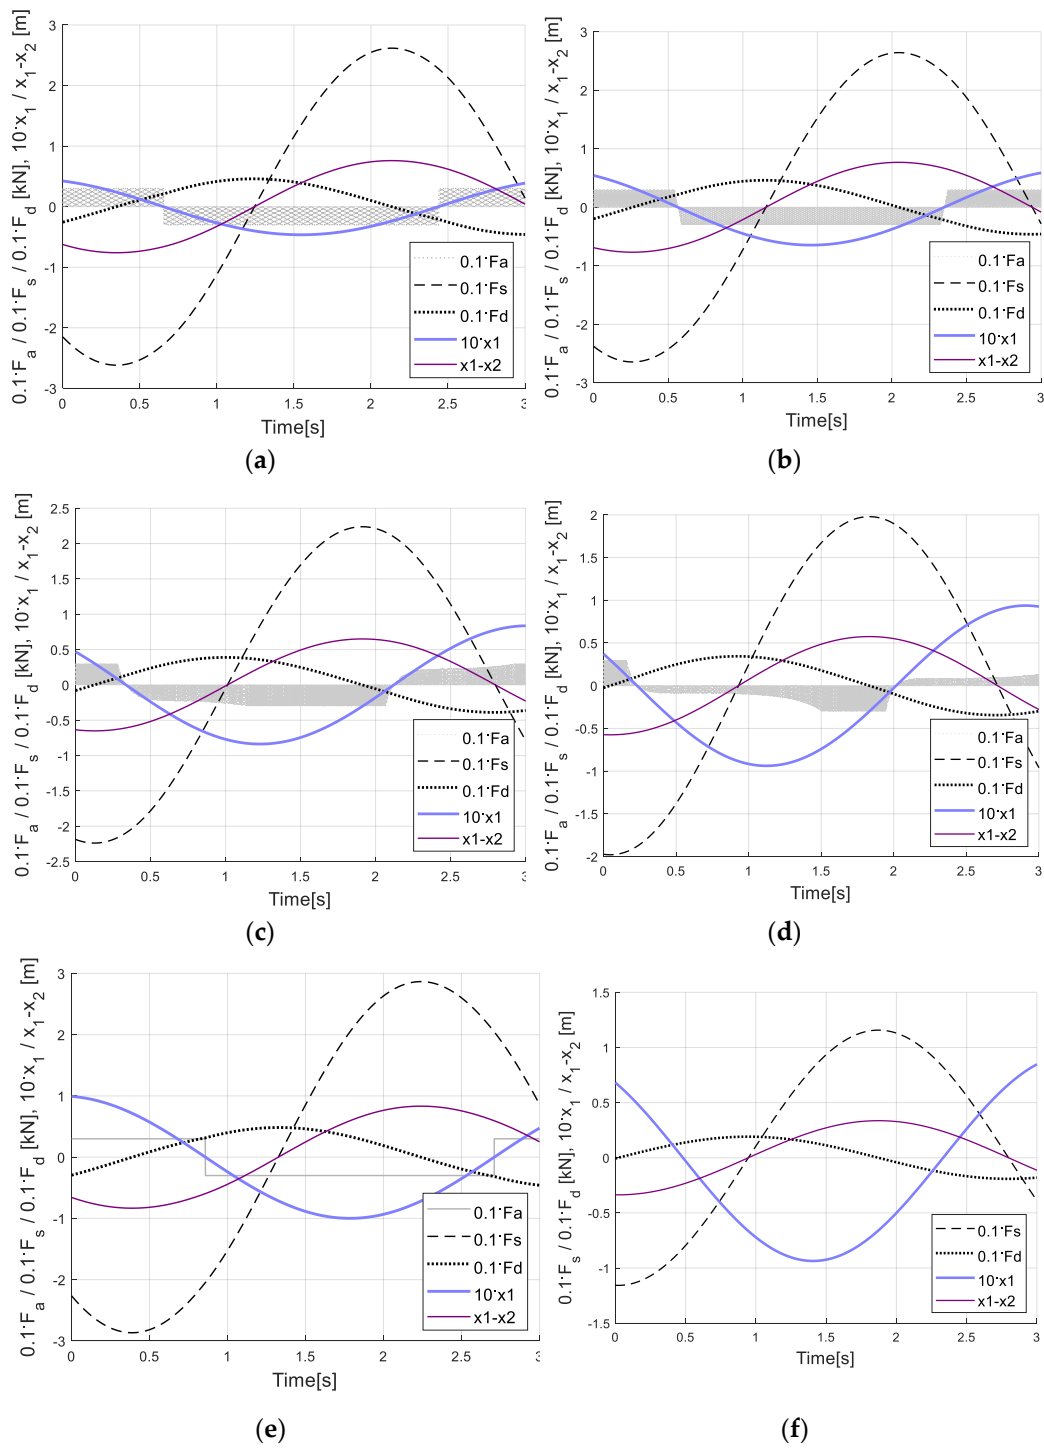 0.1·F_a / 0.1·F_s / 0.1·F_d [kN], 10·x_1 / x_1-x_2 [m]
3
2
1
0
-1
-2
-3
0 0.5 1 1.5 2 2.5 3
Time[s]
0.1·Fa
0.1·Fs
0.1·Fd
10·x1
x1-x2
(a)
0.1·F_a / 0.1·F_s / 0.1·F_d [kN], 10·x_1 / x_1-x_2 [m]
3
2
1
0
-1
-2
-3
0 0.5 1 1.5 2 2.5 3
Time[s]
0.1·Fa
0.1·Fs
0.1·Fd
10·x1
x1-x2
(b)
0.1·F_a / 0.1·F_s / 0.1·F_d [kN], 10·x_1 / x_1-x_2 [m]
2.5
2
1.5
1
0.5
0
-0.5
-1
-1.5
-2
-2.5
0 0.5 1 1.5 2 2.5 3
Time[s]
0.1·Fa
0.1·Fs
0.1·Fd
10·x1
x1-x2
(c)
0.1·F_a / 0.1·F_s / 0.1·F_d [kN], 10·x_1 / x_1-x_2 [m]
2
1.5
1
0.5
0
-0.5
-1
-1.5
-2
0 0.5 1 1.5 2 2.5 3
Time[s]
0.1·Fa
0.1·Fs
0.1·Fd
10·x1
x1-x2
(d)
0.1·F_a / 0.1·F_s / 0.1·F_d [kN], 10·x_1 / x_1-x_2 [m]
3
2
1
0
-1
-2
-3
0 0.5 1 1.5 2 2.5 3
Time[s]
0.1·Fa
0.1·Fs
0.1·Fd
10·x1
x1-x2
(e)
0.1·F_s / 0.1·F_d [kN], 10·x_1 / x_1-x_2 [m]
1.5
1
0.5
0
-0.5
-1
-1.5
0 0.5 1 1.5 2 2.5 3
Time[s]
0.1·Fs
0.1·Fd
10·x1
x1-x2
(f)